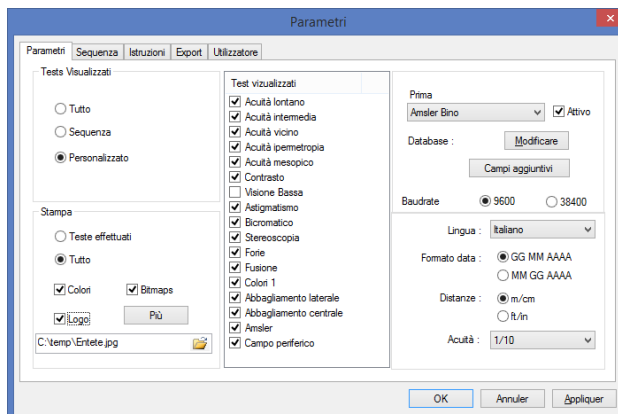 Parametri
Parametri Sequenza Istruzioni Export Utilizzatore
Tests Visualizzati
Tutto
Sequenza
Personalizzato
Stampa
Teste effettuati
Tutto
Colori Bitmaps
Logo Più
C:\temp\Entete.jpg
Test vizualizzati
Acuità lontano
Acuità intermedia
Acuità vicino
Acuità ipermetropia
Acuità mesopico
Contrasto
Visione Bassa
Astigmatismo
Bicromatico
Stereoscopia
Forie
Fusione
Colori 1
Abbagliamento laterale
Abbagliamento centrale
Amsler
Campo periferico
Prima
Amsler Bino Attivo
Database : Modificare
Campi aggiuntivi
Baudrate 9600 38400
Lingua : Italiano
Formato data : GG MM AAAA
MM GG AAAA
Distanze : m/cm
ft/in
Acuità : 1/10
OK Annuler Appliquer